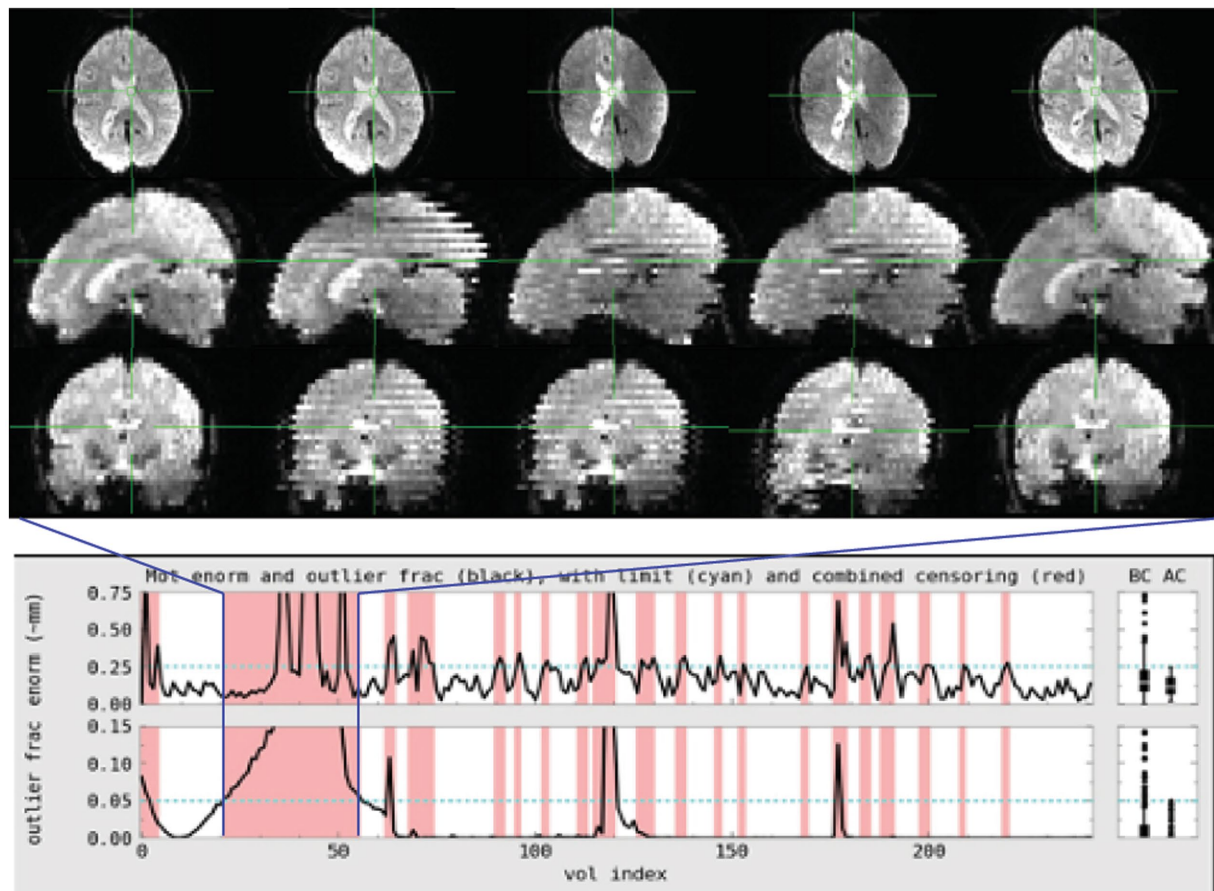 Mot enorm and outlier frac (black), with limit (cyan) and combined censoring (red)
BC AC
enorm (~mm)
0.75
0.50
0.25
0.00
outlier frac
0.15
0.10
0.05
0.00
0 50 100 150 200
vol index